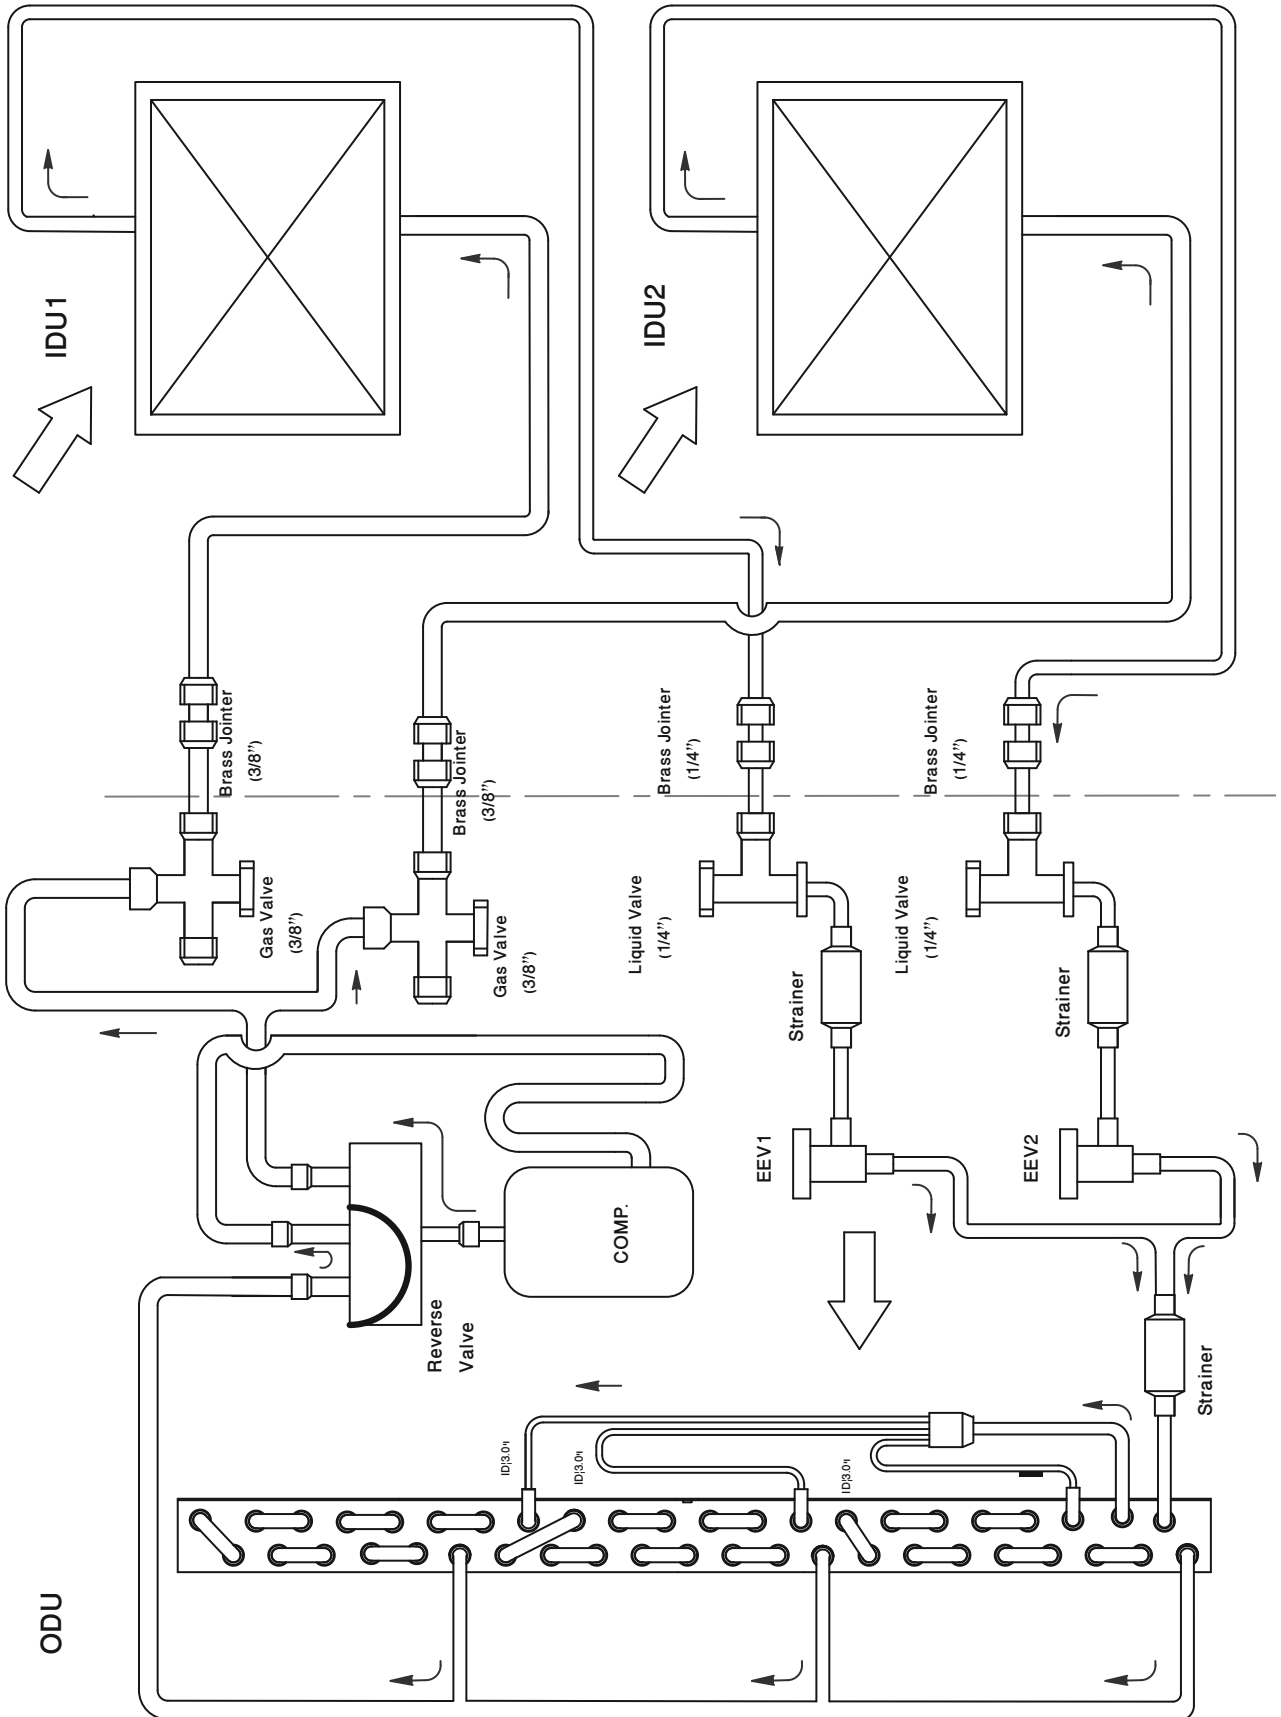 ODU
IDU1
Brass Jointer
(3/8")
Gas Valve
(3/8")
Reverse
Valve
Brass Jointer
(3/8")
Gas Valve
(3/8")
COMP.
IDU2
Brass Jointer
(1/4")
Liquid Valve
(1/4")
EEV1
Strainer
Brass Jointer
(1/4")
Liquid Valve
(1/4")
EEV2
Strainer
Strainer